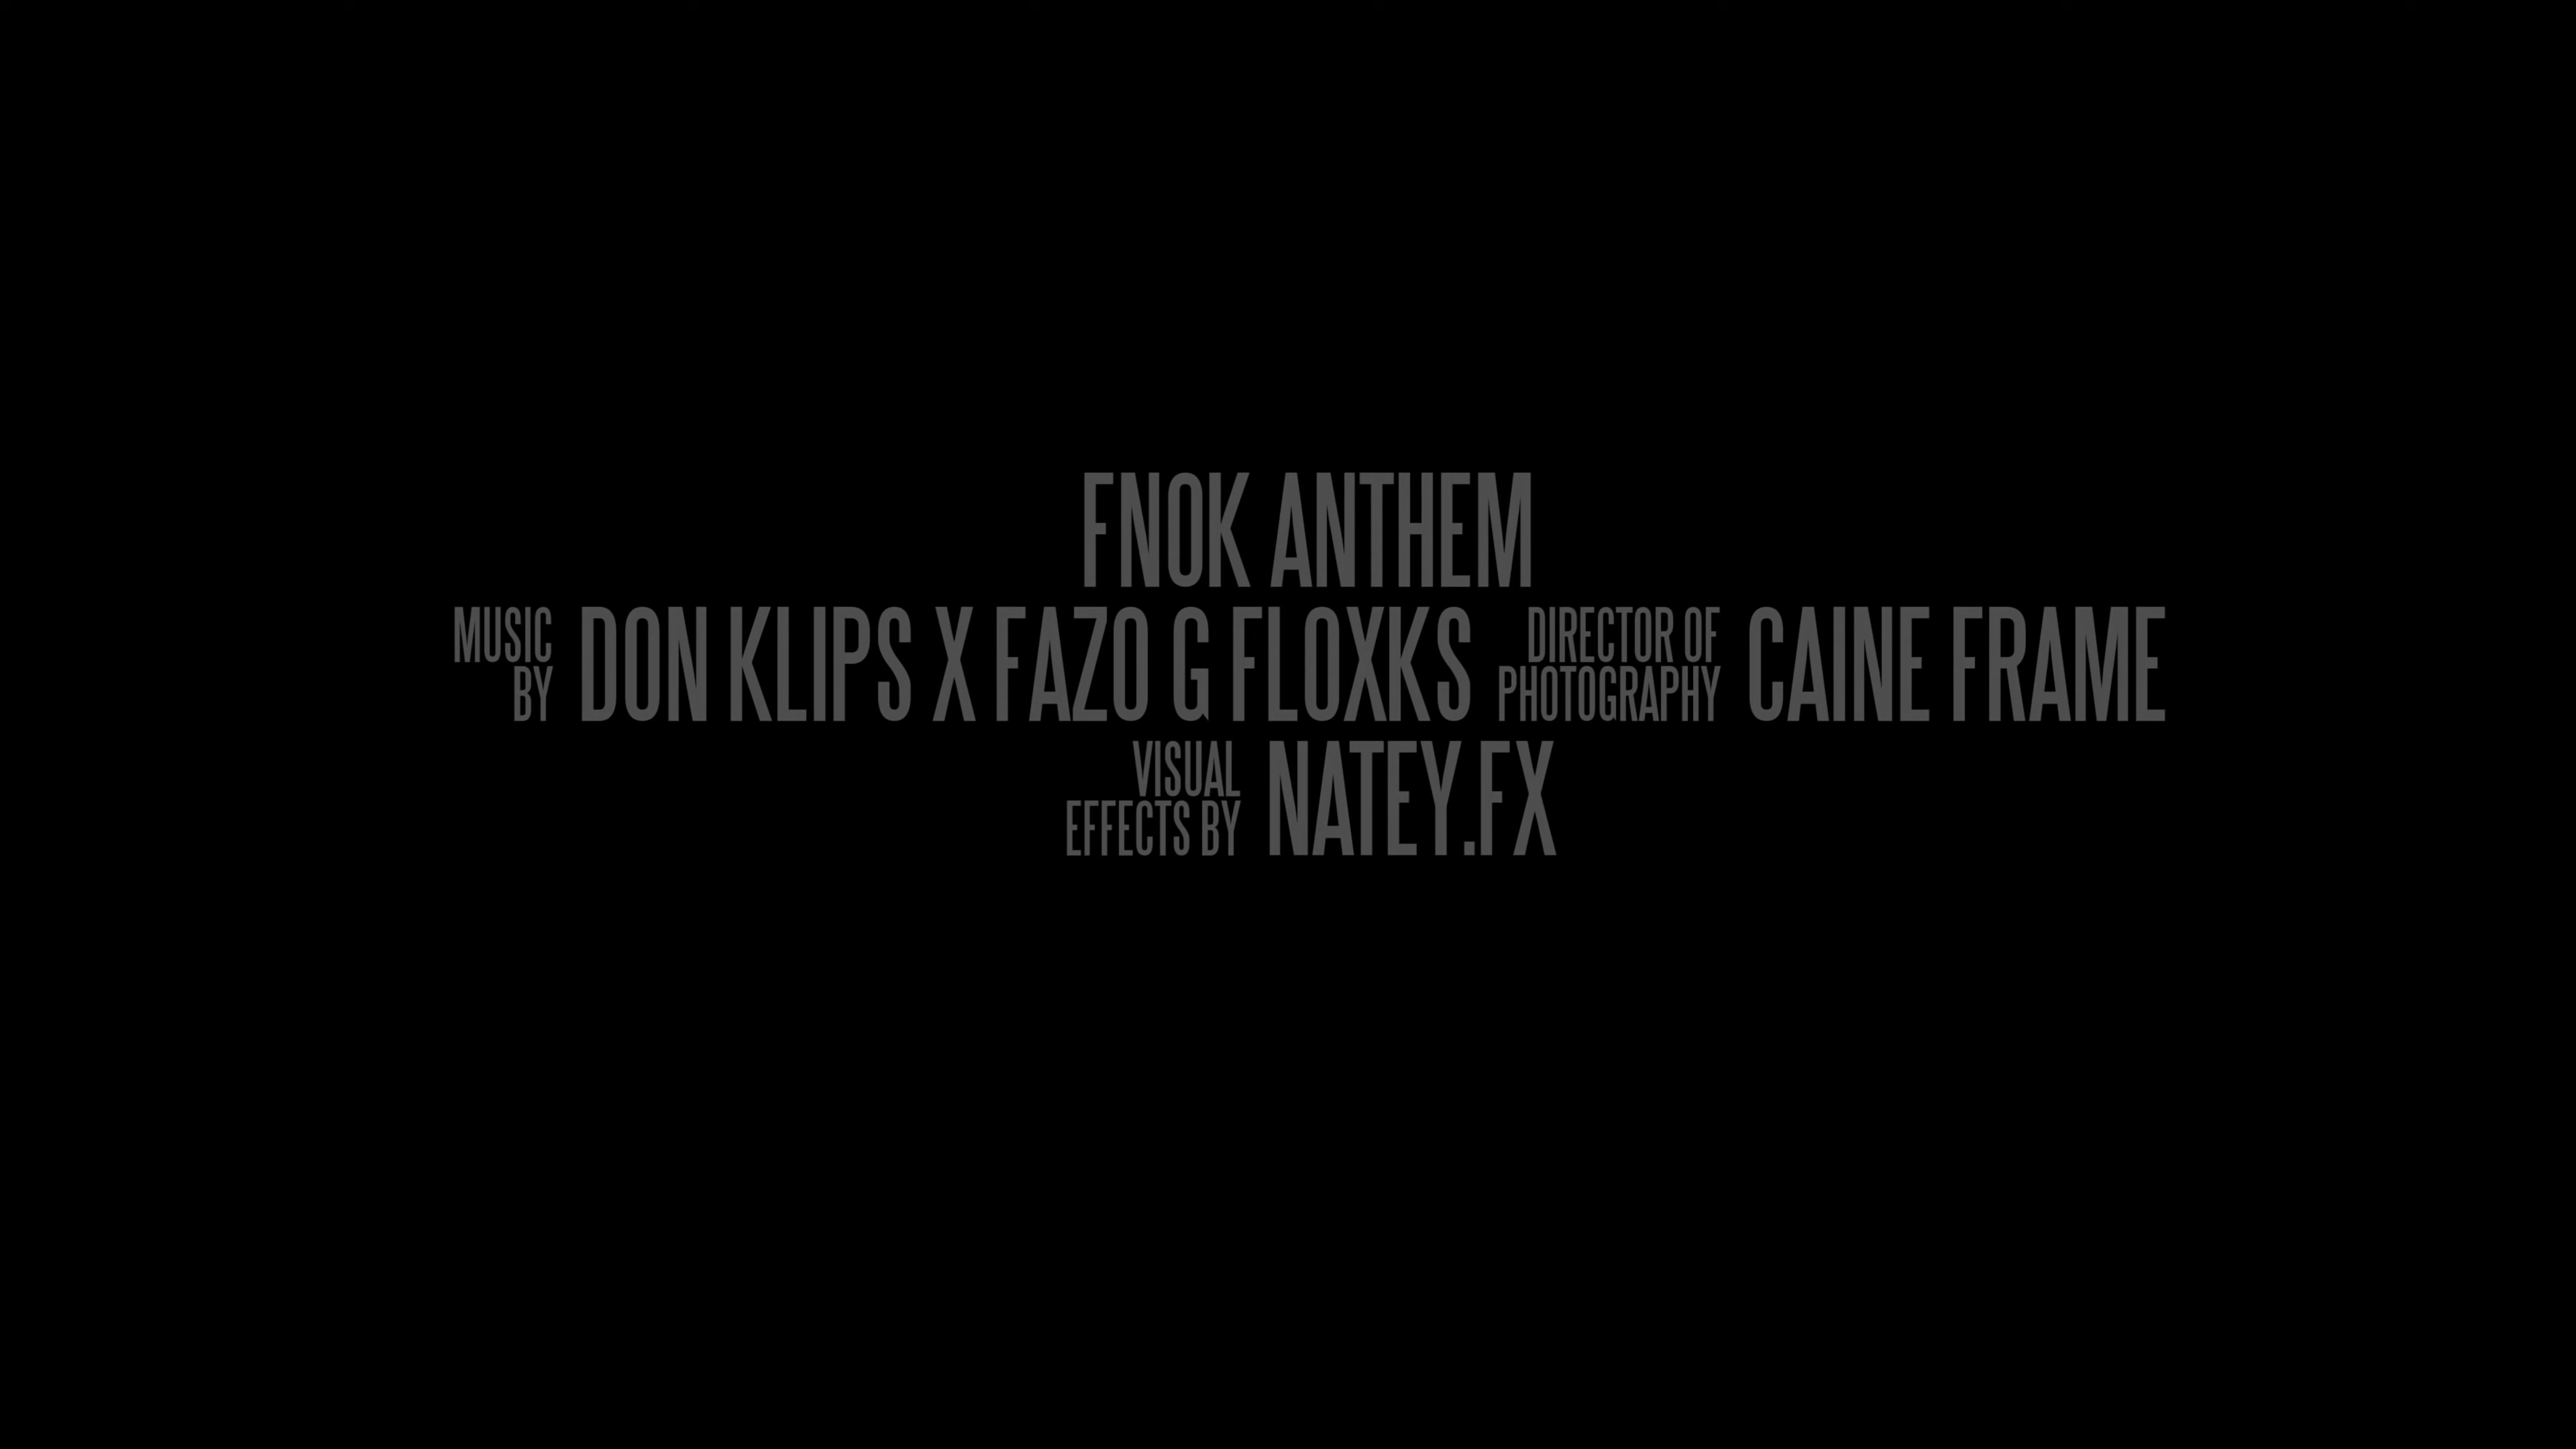 FNOK ANTHEM
MUSIC BY DON KLIPS X FAZO G FLOXKS DIRECTOR OF PHOTOGRAPHY CAINE FRAME
VISUAL EFFECTS BY NATEY.FX